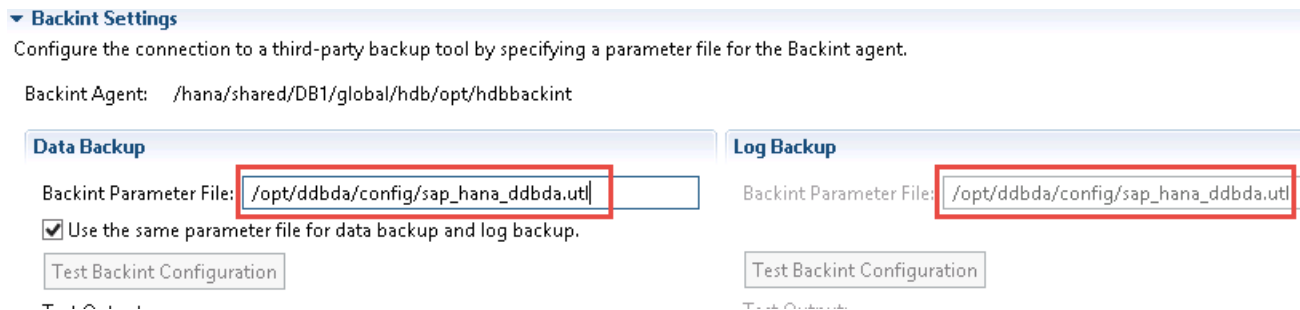 Backint Settings
Configure the connection to a third-party backup tool by specifying a parameter file for the Backint agent.
Backint Agent: /hana/shared/DB1/global/hdb/opt/hdbbackint
Data Backup
Backint Parameter File: /opt/ddbda/config/sap_hana_ddbda.utl
Use the same parameter file for data backup and log backup.
Test Backint Configuration
Log Backup
Backint Parameter File: /opt/ddbda/config/sap_hana_ddbda.utl
Test Backint Configuration